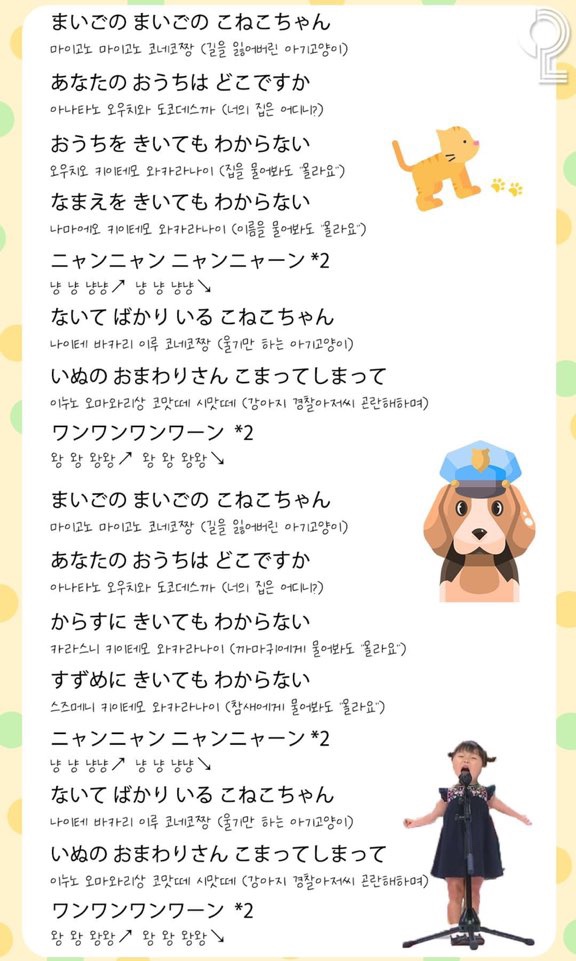 まいごの まいごの こねこちゃん
마이고노 마이고노 코네코짱 (길을 잃어버린 아기고양이)
あなたの おうちは どこですか
아나타노 오우치와 도코데스까 (너의 집은 어디니?)
おうちを きいても わからない
오우치오 키이테모 와카라나이 (집을 물어봐도 "몰라요")
なまえを きいても わからない
나마에오 키이테모 와카라나이 (이름을 물어봐도 "몰라요")
ニャンニャン ニャンニャーン *2
냥 냥 냥냥↗ 냥 냥 냥냥↘
ないて ばかり いる こねこちゃん
나이테 바카리 이루 코네코짱 (울기만 하는 아기고양이)
いぬの おまわりさん こまってしまって
이누노 오마와리상 코맛떼 시맛떼 (강아지 경찰아저씨 곤란해하며)
ワンワンワンワーン *2
왕 왕 왕왕↗ 왕 왕 왕왕↘
まいごの まいごの こねこちゃん
마이고노 마이고노 코네코짱 (길을 잃어버린 아기고양이)
あなたの おうちは どこですか
아나타노 오우치와 도코데스까 (너의 집은 어디니?)
からすに きいても わからない
카라스니 키이테모 와카라나이 (까마귀에게 물어봐도 "몰라요")
すずめに きいても わからない
스즈메니 키이테모 와카라나이 (참새에게 물어봐도 "몰라요")
ニャンニャン ニャンニャーン *2
냥 냥 냥냥↗ 냥 냥 냥냥↘
ないて ばかり いる こねこちゃん
나이테 바카리 이루 코네코짱 (울기만 하는 아기고양이)
いぬの おまわりさん こまってしまって
이누노 오마와리상 코맛떼 시맛떼 (강아지 경찰아저씨 곤란해하며)
ワンワンワンワーン *2
왕 왕 왕왕↗ 왕 왕 왕왕↘